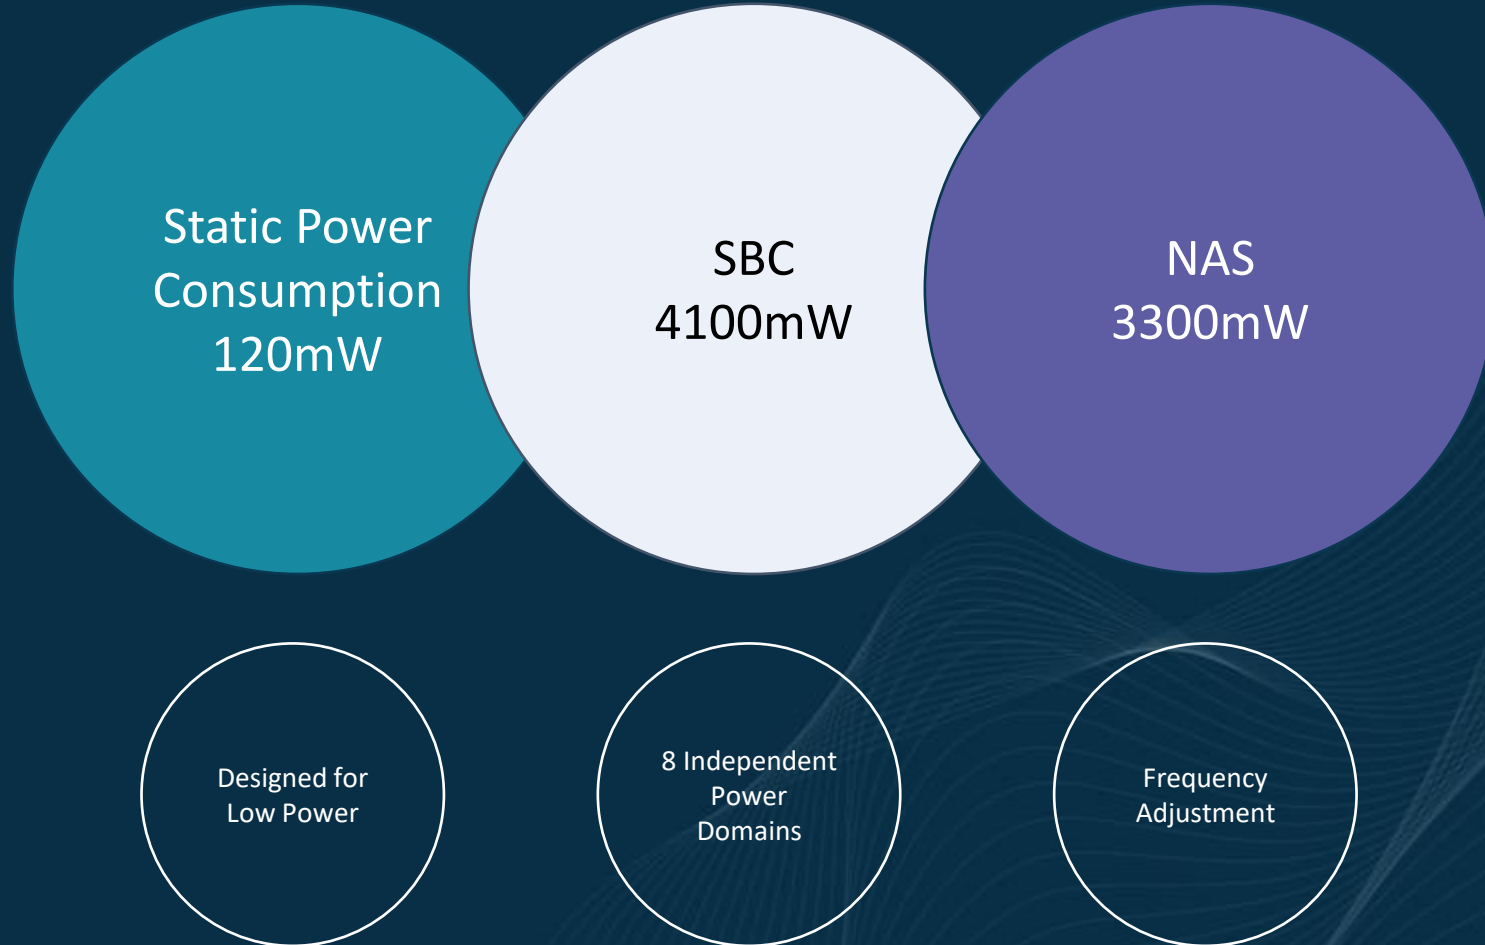 Static Power
Consumption
120mW
SBC
4100mW
NAS
3300mW
Designed for
Low Power
8 Independent
Power
Domains
Frequency
Adjustment